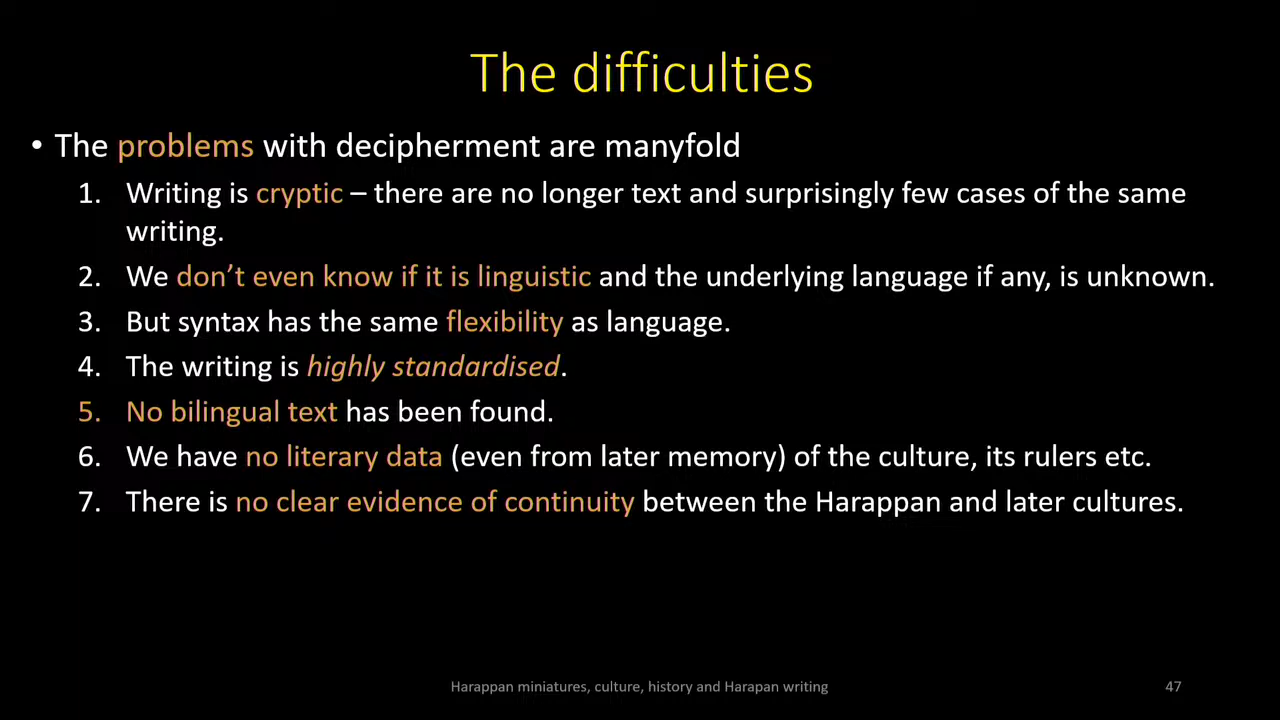 The difficulties
• The problems with decipherment are manyfold
1. Writing is cryptic – there are no longer text and surprisingly few cases of the same
writing.
2. We don’t even know if it is linguistic and the underlying language if any, is unknown.
3. But syntax has the same flexibility as language.
4. The writing is highly standardised.
5. No bilingual text has been found.
6. We have no literary data (even from later memory) of the culture, its rulers etc.
7. There is no clear evidence of continuity between the Harappan and later cultures.
Harappan miniatures, culture, history and Harapan writing
47